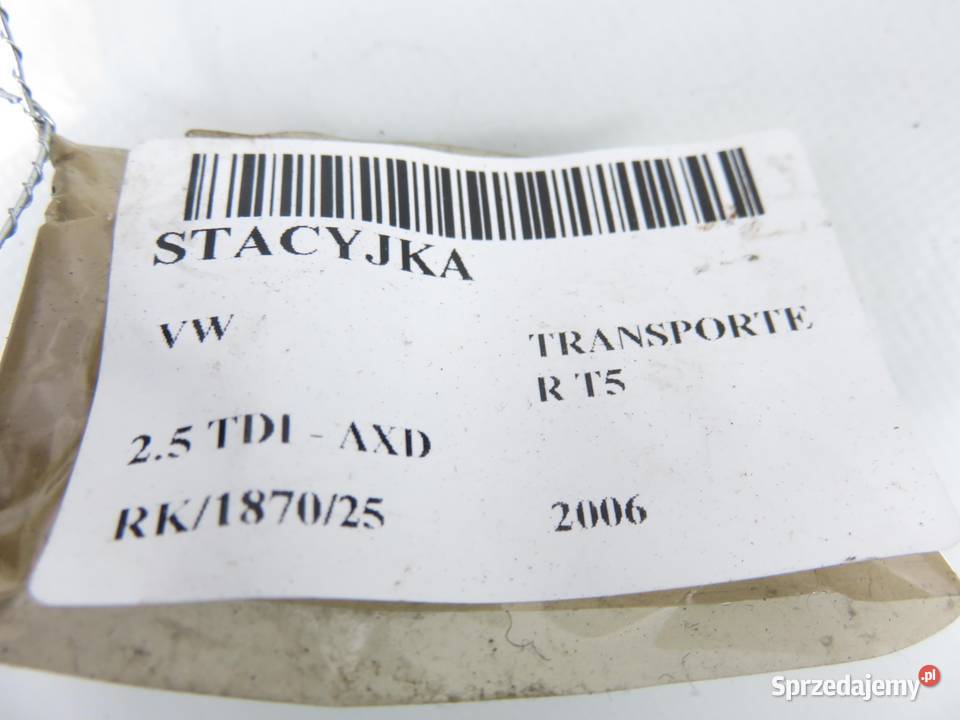 STACYJKA
VW
TRANSPORTE
R T5
2.5 TDI - AXD
RK/1870/25
2006
Sprzedajemy.pl